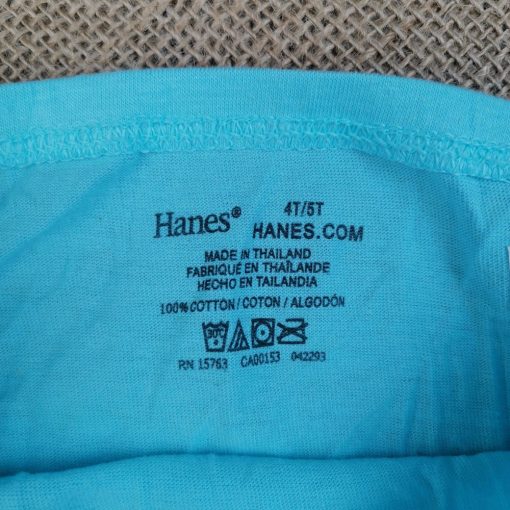 4T/5T
Hanes® HANES.COM
MADE IN THAILAND
FABRIQUÉ EN THAÏLANDE
HECHO EN TAILANDIA
100% COTTON / COTON / ALGODÓN
30°C
RN 15763 CA00153 042293